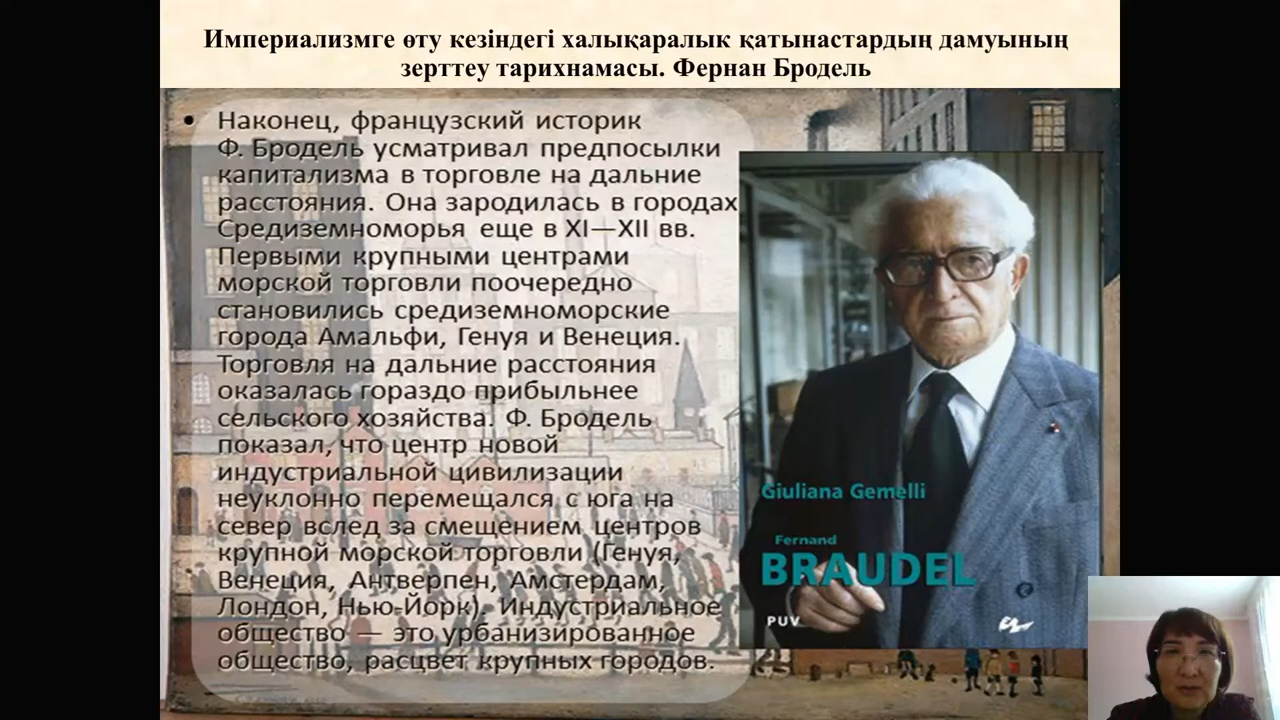 Империализмге өту кезіндегі халықаралык қатынастардың дамуының
зерттеу тарихнамасы. Фернан Бродель
• Наконец, французский историк
Ф. Бродель усматривал предпосылки
капитализма в торговле на дальние
расстояния. Она зародилась в городах
Средиземноморья еще в XI—XII вв.
Первыми крупными центрами
морской торговли поочередно
становились средиземноморские
города Амальфи, Генуя и Венеция.
Торговля на дальние расстояния
оказалась гораздо прибыльнее
сельского хозяйства. Ф. Бродель
показал, что центр новой
индустриальной цивилизации
неуклонно перемещался с юга на
север вслед за смещением центров
крупной морской торговли (Генуя,
Венеция, Антверпен, Амстердам,
Лондон, Нью-Йорк). Индустриальное
общество — это урбанизированное
общество, расцвет крупных городов.
Giuliana Gemelli
Fernand
BRAUDEL
PUV